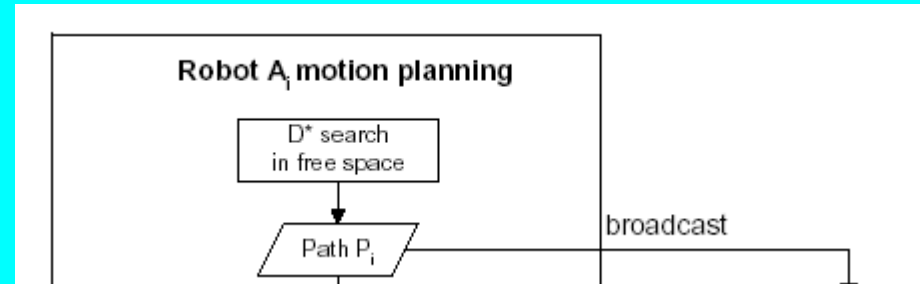 Robot Ai motion planning
D* search
in free space
broadcast
Path Pi